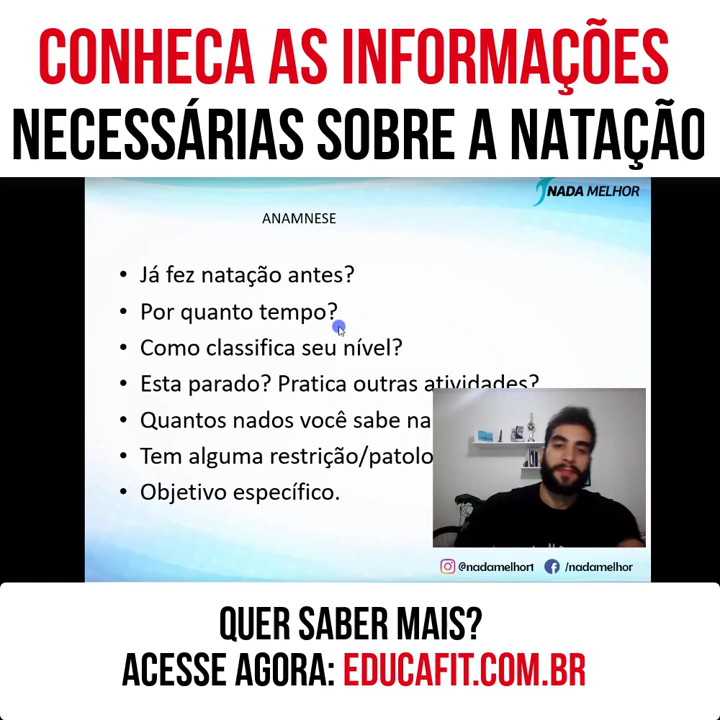 CONHECA AS INFORMAÇÕES
NECESSÁRIAS SOBRE A NATAÇÃO
NADA MELHOR
ANAMNESE
• Já fez natação antes?
• Por quanto tempo?
• Como classifica seu nível?
• Esta parado? Pratica outras atividades?
• Quantos nados você sabe na
• Tem alguma restrição/patolo
• Objetivo específico.
@nadamelhor1 /nadamelhor
QUER SABER MAIS?
ACESSE AGORA: EDUCAFIT.COM.BR